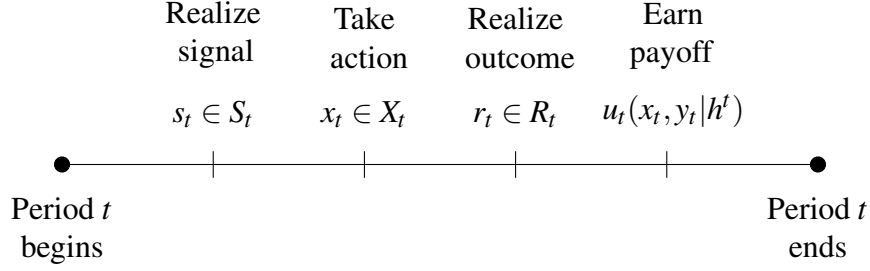 Realize
signal
Take
action
Realize
outcome
Earn
payoff
s_t ∈ S_t
x_t ∈ X_t
r_t ∈ R_t
u_t(x_t, y_t|h^t)
Period t
begins
Period t
ends